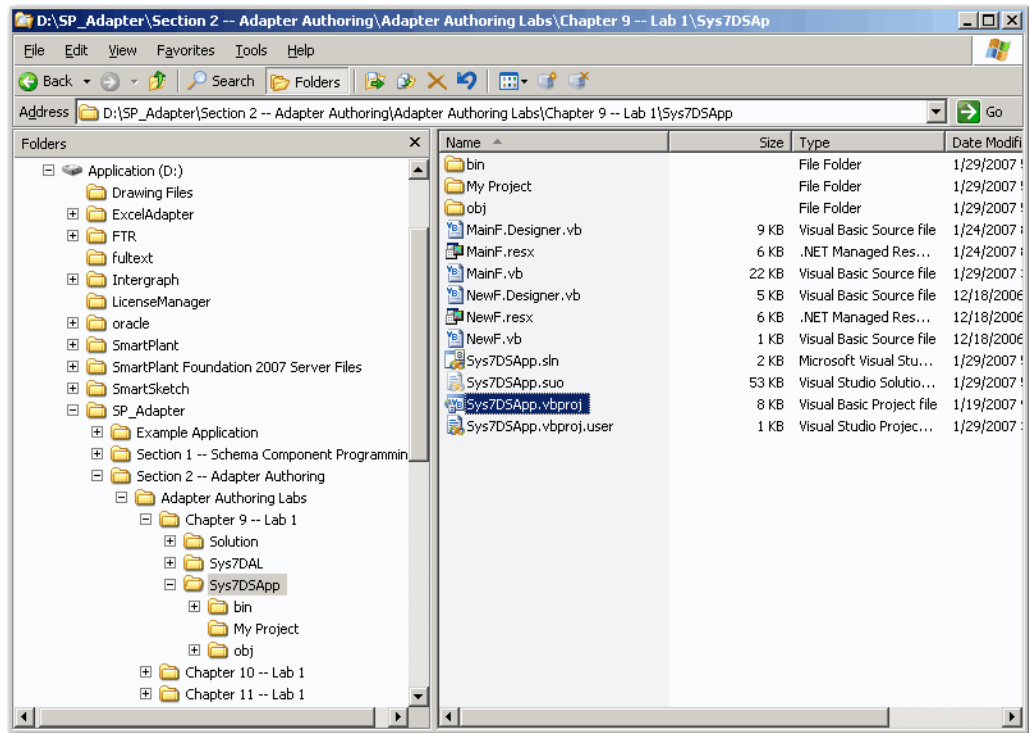 D:\SP_Adapter\Section 2 -- Adapter Authoring\Adapter Authoring Labs\Chapter 9 -- Lab 1\Sys7DSAp
File Edit View Favorites Tools Help
Back Search Folders
Address D:\SP_Adapter\Section 2 -- Adapter Authoring\Adapter Authoring Labs\Chapter 9 -- Lab 1\Sys7DSApp Go
Folders x
Application (D:)
Drawing Files
ExcelAdapter
FTR
fultext
Intergraph
LicenseManager
oracle
SmartPlant
SmartPlant Foundation 2007 Server Files
SmartSketch
SP_Adapter
Example Application
Section 1 -- Schema Component Programmin
Section 2 -- Adapter Authoring
Adapter Authoring Labs
Chapter 9 -- Lab 1
Solution
Sys7DAL
Sys7DSApp
bin
My Project
obj
Chapter 10 -- Lab 1
Chapter 11 -- Lab 1
Name Size Type Date Modifi
bin File Folder 1/29/2007
My Project File Folder 1/29/2007
obj File Folder 1/29/2007
MainF.Designer.vb 9 KB Visual Basic Source file 1/24/2007
MainF.resx 6 KB .NET Managed Res... 1/24/2007
MainF.vb 22 KB Visual Basic Source file 1/29/2007
NewF.Designer.vb 5 KB Visual Basic Source file 12/18/2006
NewF.resx 6 KB .NET Managed Res... 12/18/2006
NewF.vb 1 KB Visual Basic Source file 12/18/2006
Sys7DSApp.sln 2 KB Microsoft Visual Stu... 1/29/2007
Sys7DSApp.suo 53 KB Visual Studio Solutio... 1/29/2007
Sys7DSApp.vbproj 8 KB Visual Basic Project file 1/19/2007
Sys7DSApp.vbproj.user 1 KB Visual Studio Projec... 1/29/2007